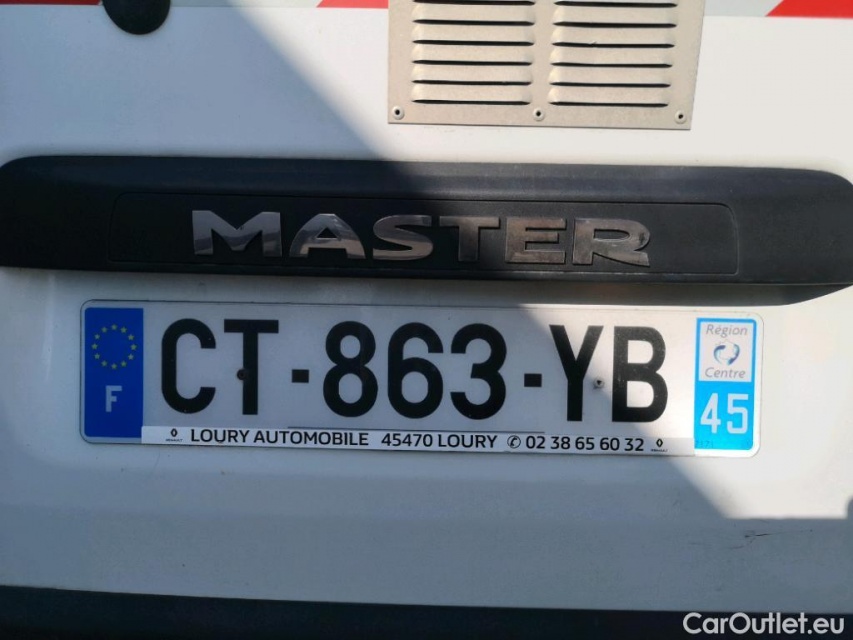 MASTER
F CT-863-YB Région Centre 45
LOURY AUTOMOBILE 45470 LOURY ✆ 02 38 65 60 32
CarOutlet.eu